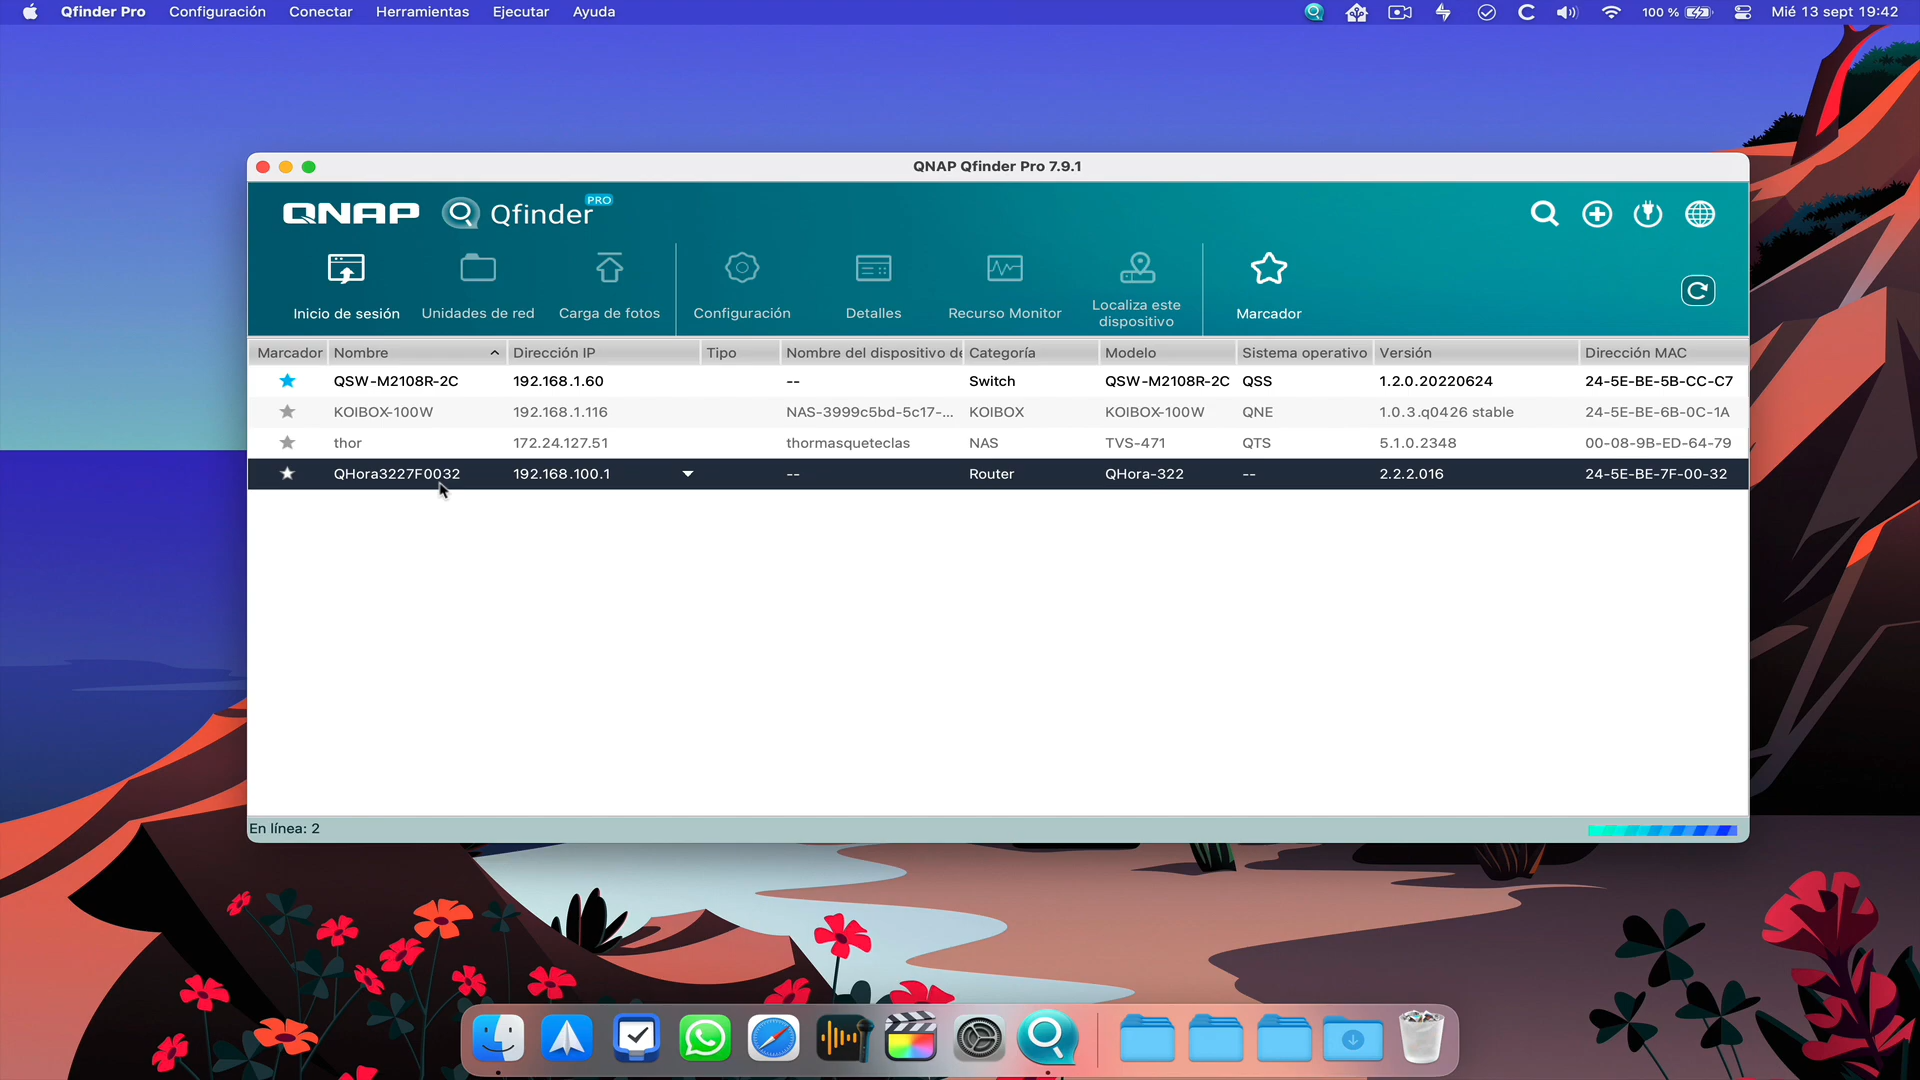 Qfinder Pro Configuración Conectar Herramientas Ejecutar Ayuda 100 % Mié 13 sept 19:42
QNAP Qfinder Pro 7.9.1
QNAP Qfinder PRO
Inicio de sesión Unidades de red Carga de fotos Configuración Detalles Recurso Monitor Localiza este dispositivo Marcador
Marcador Nombre Dirección IP Tipo Nombre del dispositivo de Categoría Modelo Sistema operativo Versión Dirección MAC
QSW-M2108R-2C 192.168.1.60 -- Switch QSW-M2108R-2C QSS 1.2.0.20220624 24-5E-BE-5B-CC-C7
KOIBOX-100W 192.168.1.116 NAS-3999c5bd-5c17-... KOIBOX KOIBOX-100W QNE 1.0.3.q0426 stable 24-5E-BE-6B-0C-1A
thor 172.24.127.51 thormasqueteclas NAS TVS-471 QTS 5.1.0.2348 00-08-9B-ED-64-79
QHora3227F0032 192.168.100.1 -- Router QHora-322 -- 2.2.2.016 24-5E-BE-7F-00-32
En línea: 2